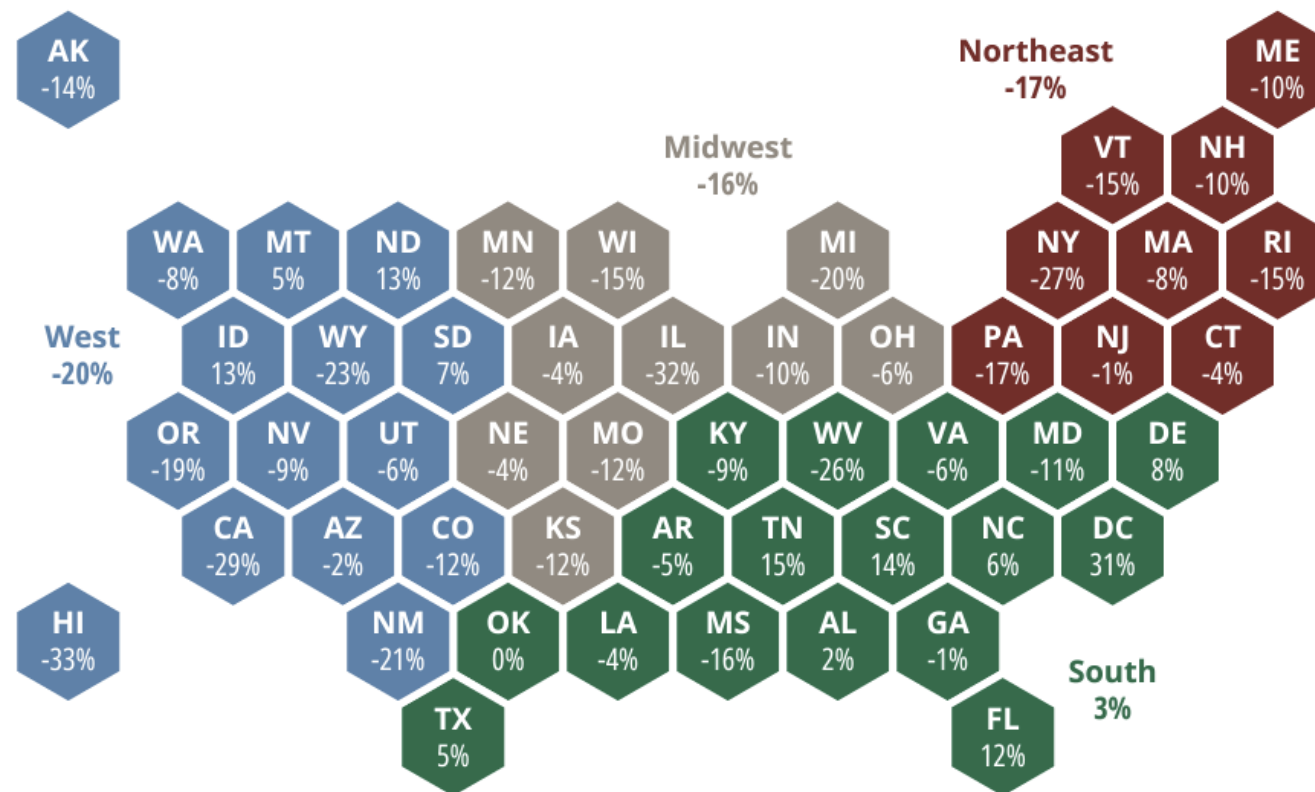 AK
-14%
Northeast
-17%
ME
-10%
Midwest
-16%
VT
-15%
NH
-10%
WA
-8%
MT
5%
ND
13%
MN
-12%
WI
-15%
MI
-20%
NY
-27%
MA
-8%
RI
-15%
West
-20%
ID
13%
WY
-23%
SD
7%
IA
-4%
IL
-32%
IN
-10%
OH
-6%
PA
-17%
NJ
-1%
CT
-4%
OR
-19%
NV
-9%
UT
-6%
NE
-4%
MO
-12%
KY
-9%
WV
-26%
VA
-6%
MD
-11%
DE
8%
CA
-29%
AZ
-2%
CO
-12%
KS
-12%
AR
-5%
TN
15%
SC
14%
NC
6%
DC
31%
HI
-33%
NM
-21%
OK
0%
LA
-4%
MS
-16%
AL
2%
GA
-1%
South
3%
TX
5%
FL
12%